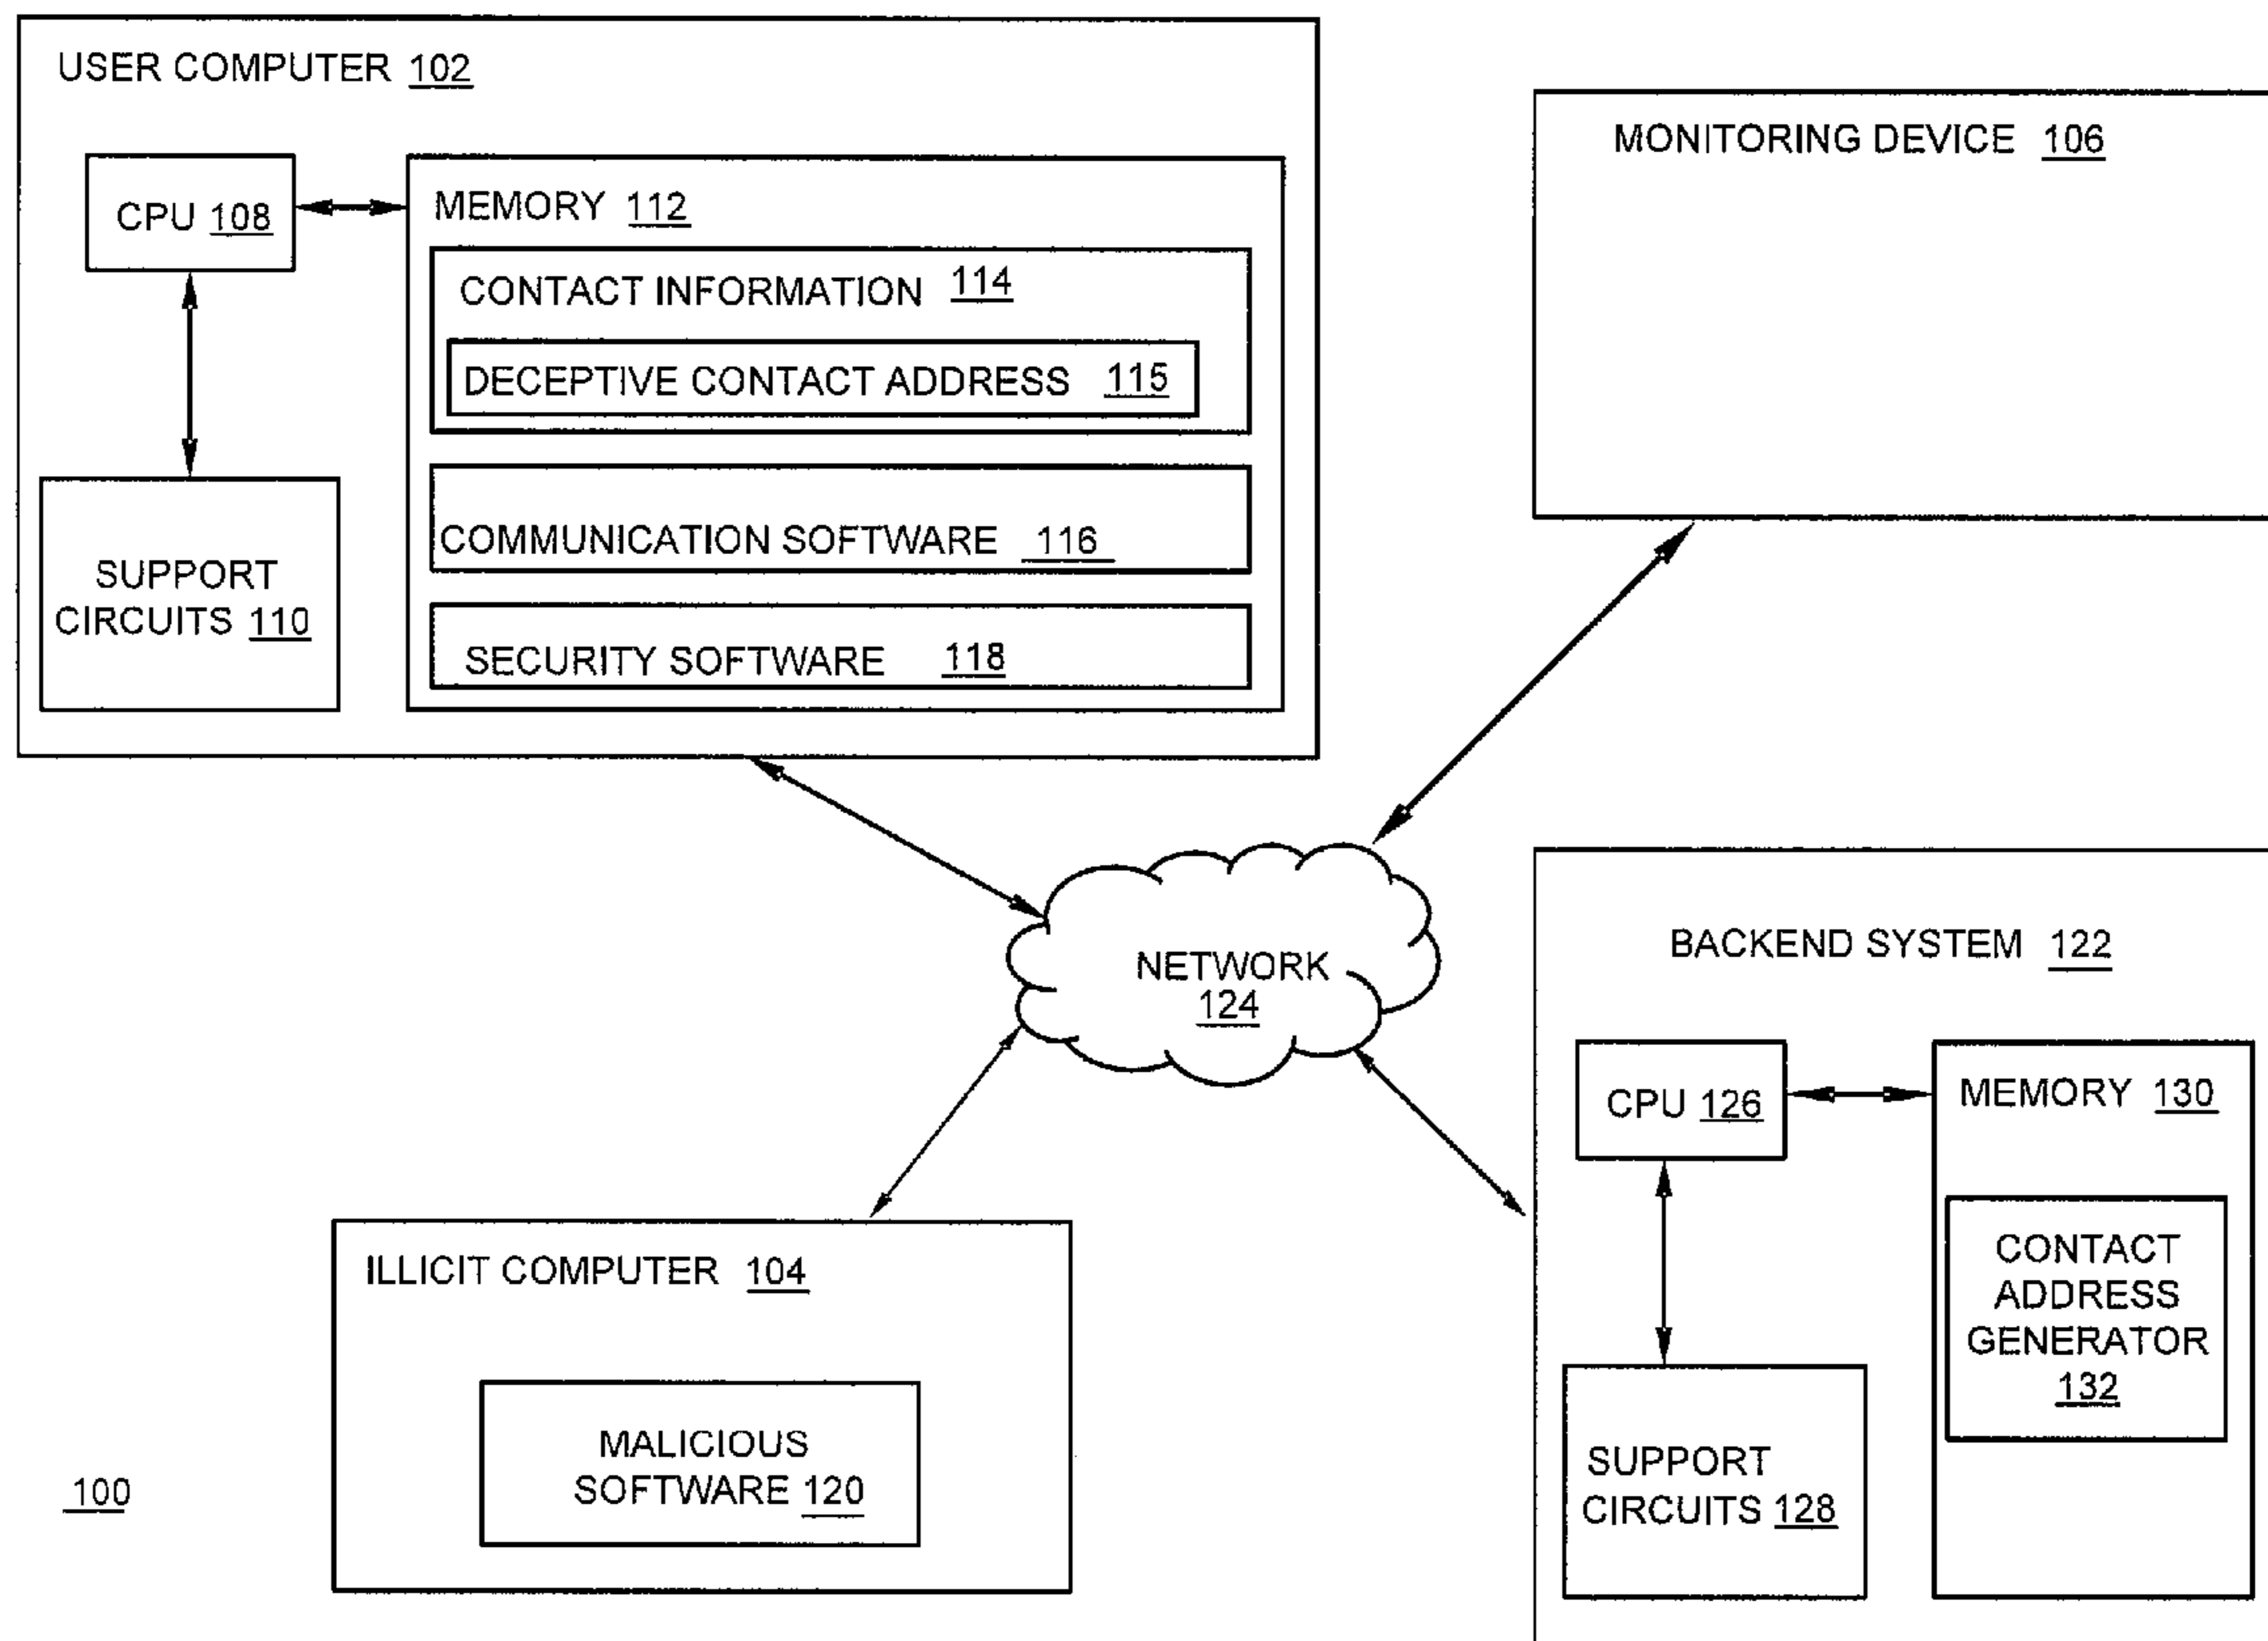 USER COMPUTER 102
CPU 108
MEMORY 112
CONTACT INFORMATION 114
DECEPTIVE CONTACT ADDRESS 115
COMMUNICATION SOFTWARE 116
SECURITY SOFTWARE 118
SUPPORT
CIRCUITS 110
MONITORING DEVICE 106
NETWORK
124
BACKEND SYSTEM 122
CPU 126
MEMORY 130
CONTACT
ADDRESS
GENERATOR
132
SUPPORT
CIRCUITS 128
ILLICIT COMPUTER 104
MALICIOUS
SOFTWARE 120
100